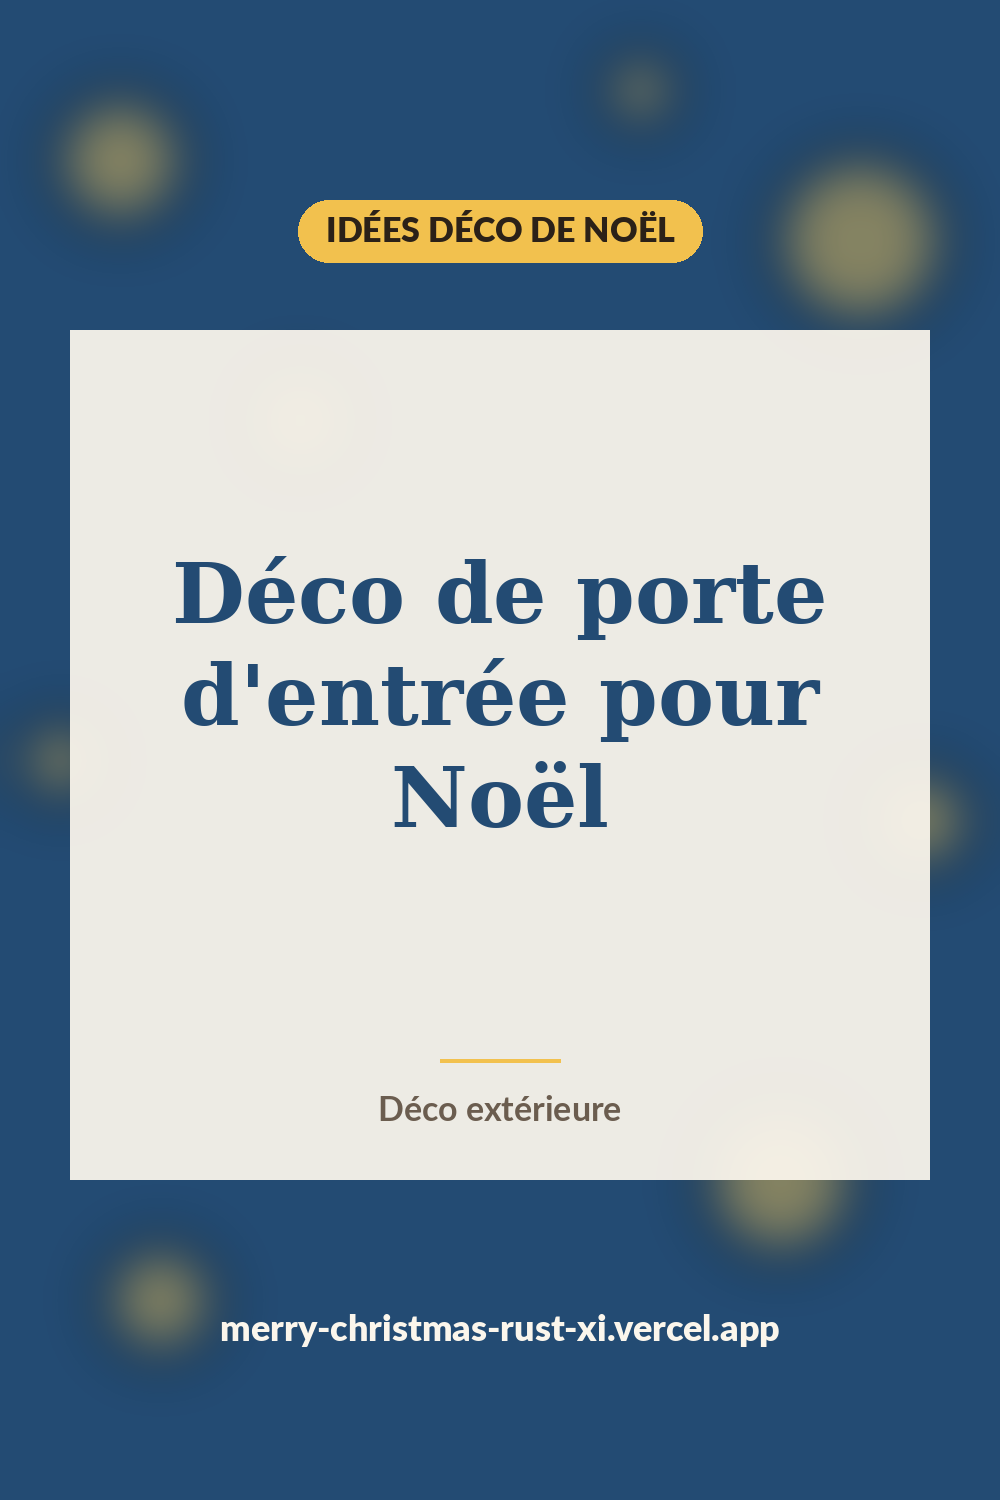 IDÉES DÉCO DE NOËL
Déco de porte
d'entrée pour
Noël
Déco extérieure
merry-christmas-rust-xi.vercel.app